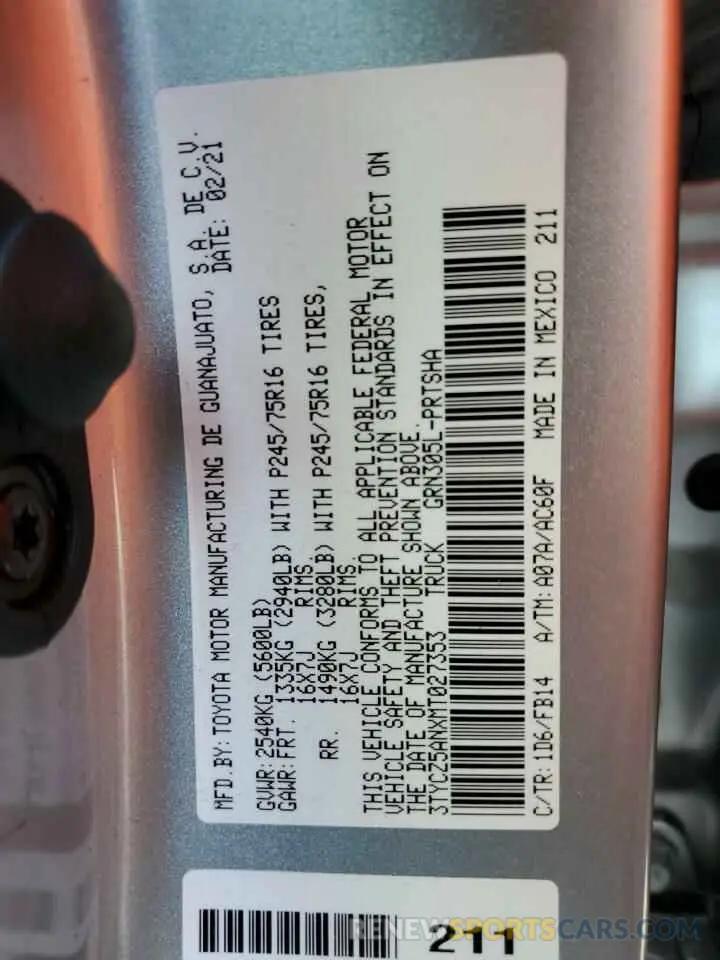 MFD.BY:TOYOTA MOTOR MANUFACTURING DE GUANAJUATO, S.A. DE C.V.
DATE: 02/21
GVWR: 2540KG (5600LB)
GAWR: FRT. 1335KG (2940LB) WITH P245/75R16 TIRES
16X7J RIMS.
RR. 1490KG (3280LB) WITH P245/75R16 TIRES,
16X7J RIMS.
THIS VEHICLE CONFORMS TO ALL APPLICABLE FEDERAL MOTOR
VEHICLE SAFETY AND THEFT PREVENTION STANDARDS IN EFFECT ON
THE DATE OF MANUFACTURE SHOWN ABOVE.
3TYCZ5ANXMT027353 TRUCK GRN305L-PRTSHA
C/TR: 1D6/FB14 A/TM: A07A/AC60F MADE IN MEXICO 211
211
RENEWSPORTSCARS.COM